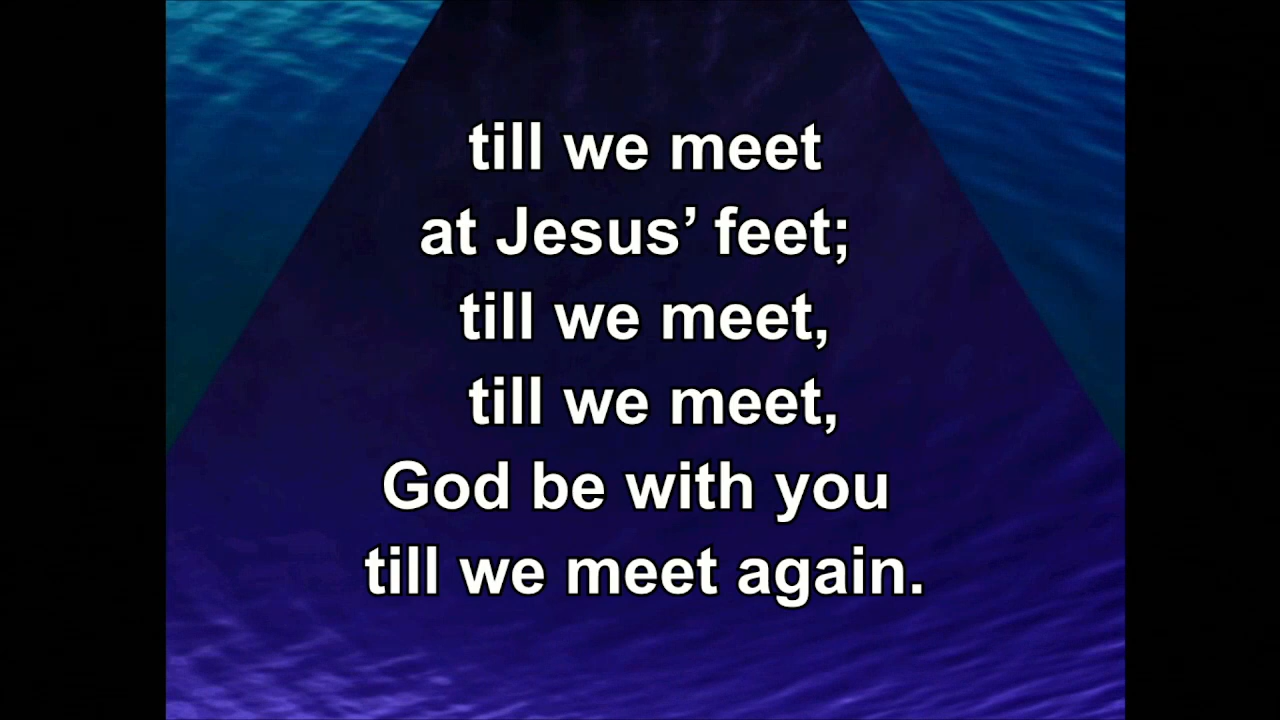 till we meet
at Jesus’ feet;
till we meet,
till we meet,
God be with you
till we meet again.